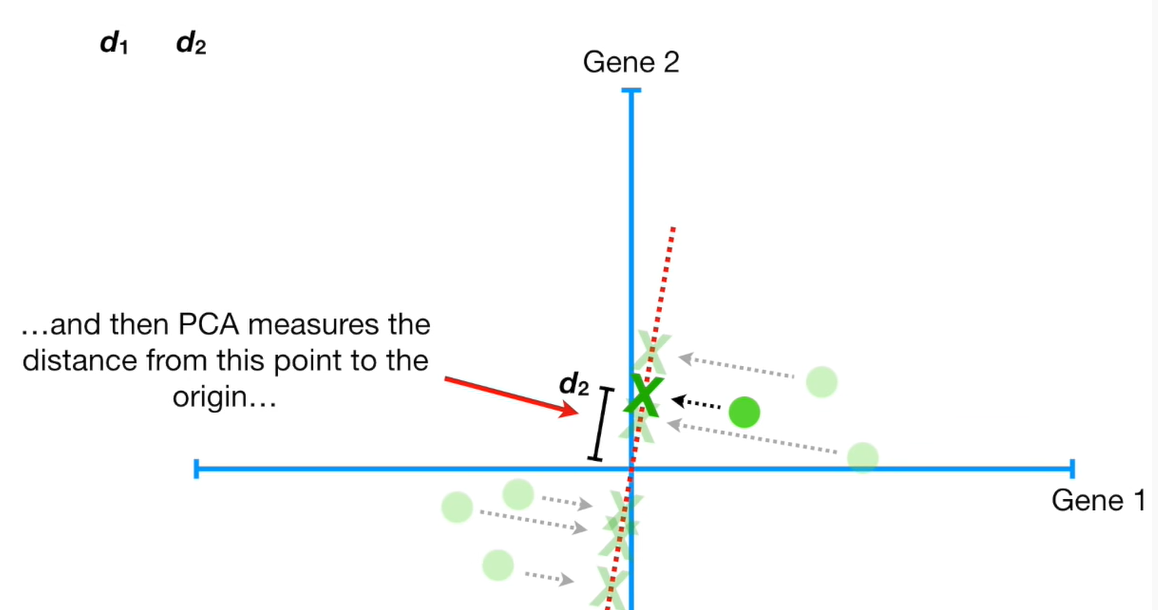 d₁ d₂
Gene 2
…and then PCA measures the
distance from this point to the
origin…
d₂
X
X
X
Gene 1
X
X
X